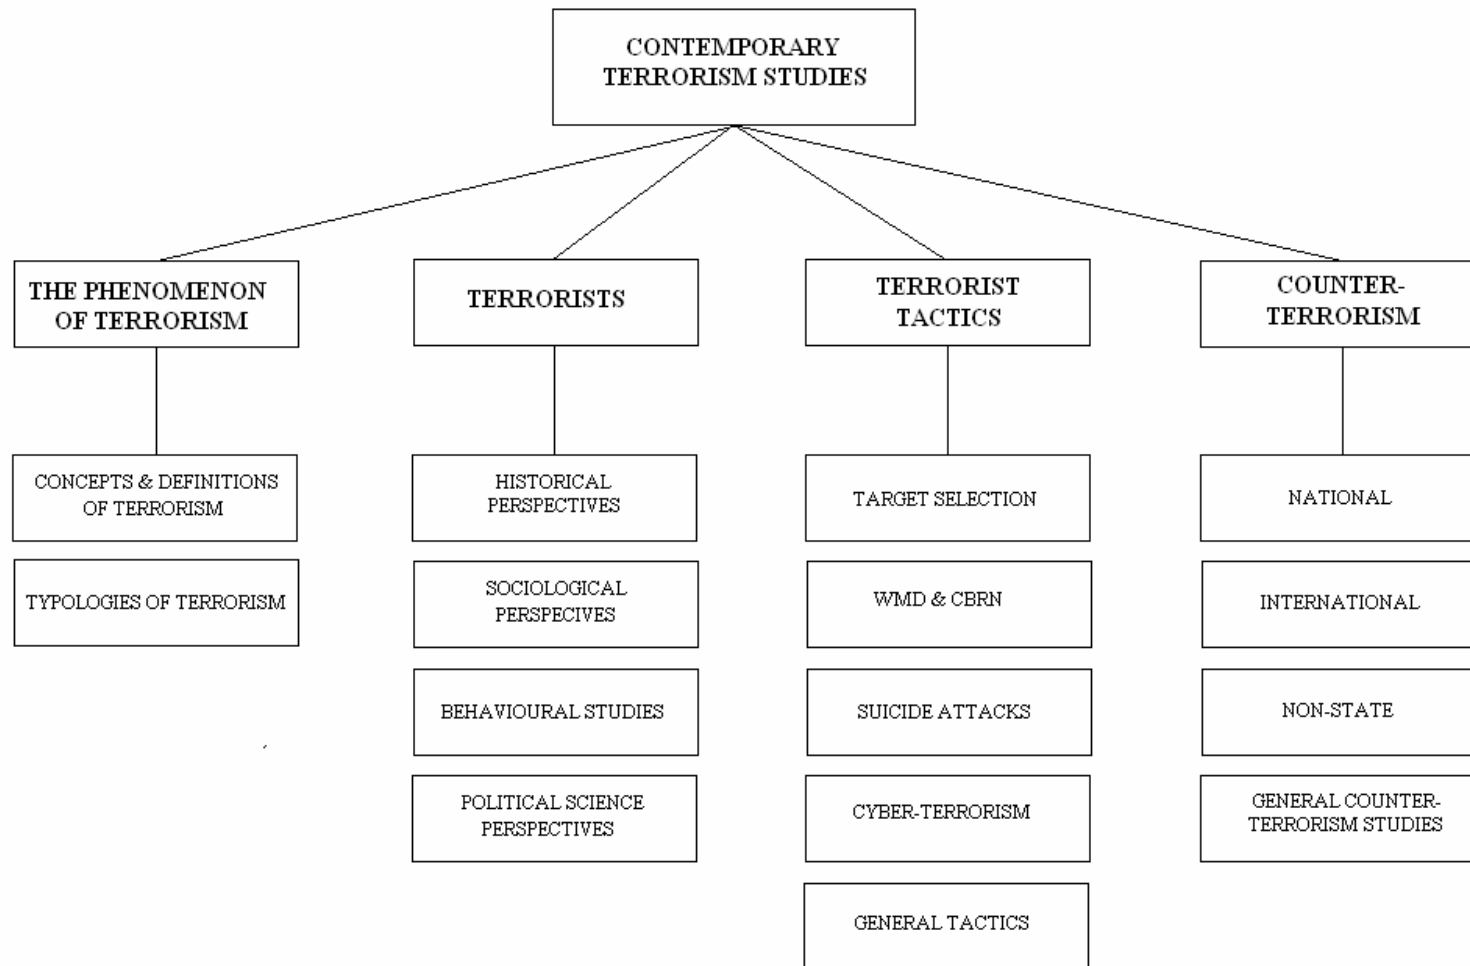 CONTEMPORARY
TERRORISM STUDIES
THE PHENOMENON
OF TERRORISM
TERRORISTS
TERRORIST
TACTICS
COUNTER-
TERRORISM
CONCEPTS & DEFINITIONS
OF TERRORISM
TYPOLOGIES OF TERRORISM
HISTORICAL
PERSPECTIVES
SOCIOLOGICAL
PERSPECIVES
BEHAVIOURAL STUDIES
POLITICAL SCIENCE
PERSPECTIVES
TARGET SELECTION
WMD & CBRN
SUICIDE ATTACKS
CYBER-TERRORISM
GENERAL TACTICS
NATIONAL
INTERNATIONAL
NON-STATE
GENERAL COUNTER-
TERRORISM STUDIES